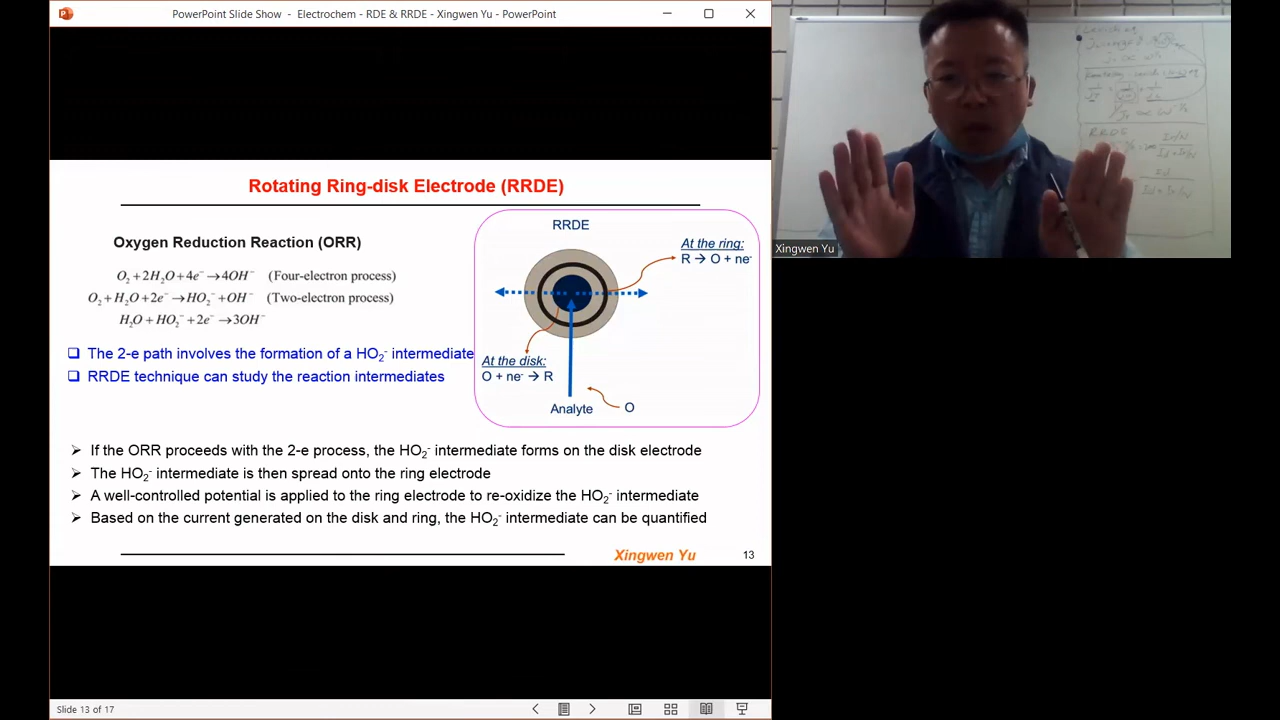 PowerPoint Slide Show - Electrochem - RDE & RRDE - Xingwen Yu - PowerPoint
Rotating Ring-disk Electrode (RRDE)
Oxygen Reduction Reaction (ORR)
O₂ + 2H₂O + 4e⁻ → 4OH⁻ (Four-electron process)
O₂ + H₂O + 2e⁻ → HO₂⁻ + OH⁻ (Two-electron process)
H₂O + HO₂⁻ + 2e⁻ → 3OH⁻
❑ The 2-e path involves the formation of a HO₂⁻ intermediate
❑ RRDE technique can study the reaction intermediates
RRDE
At the ring:
R → O + ne⁻
At the disk:
O + ne⁻ → R
Analyte
O
➢ If the ORR proceeds with the 2-e process, the HO₂⁻ intermediate forms on the disk electrode
➢ The HO₂⁻ intermediate is then spread onto the ring electrode
➢ A well-controlled potential is applied to the ring electrode to re-oxidize the HO₂⁻ intermediate
➢ Based on the current generated on the disk and ring, the HO₂⁻ intermediate can be quantified
Xingwen Yu
13
Slide 13 of 17
Xingwen Yu
RRDE